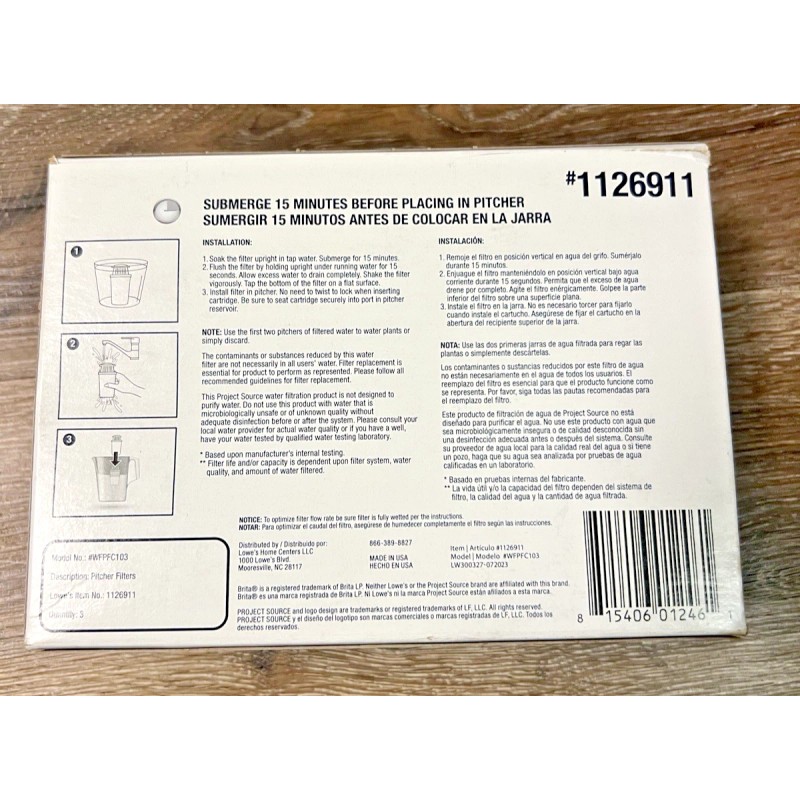 #1126911
SUBMERGE 15 MINUTES BEFORE PLACING IN PITCHER
SUMERGIR 15 MINUTOS ANTES DE COLOCAR EN LA JARRA
INSTALLATION:
1. Soak the filter upright in tap water. Submerge for 15 minutes.
2. Flush the filter by holding upright under running water for 15
seconds. Allow excess water to drain completely. Shake the filter
vigorously. Tap the bottom of the filter on a flat surface.
3. Install filter in pitcher. No need to twist to lock when inserting
cartridge. Be sure to seat cartridge securely into port in pitcher
reservoir.
NOTE: Use the first two pitchers of filtered water to water plants or
simply discard.
The contaminants or substances reduced by this water
filter are not necessarily in all users' water. Filter replacement is
essential for product to perform as represented. Please follow all
recommended guidelines for filter replacement.
This Project Source water filtration product is not designed to
purify water. Do not use this product with water that is
microbiologically unsafe or of unknown quality without
adequate disinfection before or after the system. Please consult your
local water provider for actual water quality or if you have a well,
have your water tested by qualified water testing laboratory.
* Based upon manufacturer's internal testing.
** Filter life and/or capacity is dependent upon filter system, water
quality, and amount of water filtered.
INSTALACIÓN:
1. Remoje el filtro en posición vertical en agua del grifo. Sumérjalo
durante 15 minutos.
2. Enjuague el filtro manteniéndolo en posición vertical bajo agua
corriente durante 15 segundos. Permita que el exceso de agua
drene por completo. Agite el filtro enérgicamente. Golpee la parte
inferior del filtro sobre una superficie plana.
3. Instale el filtro en la jarra. No es necesario torcer para fijarlo
cuando instale el cartucho. Asegúrese de fijar el cartucho en la
abertura del recipiente superior de la jarra.
NOTA: Use las dos primeras jarras de agua filtrada para regar las
plantas o simplemente descártelas.
Los contaminantes o sustancias reducidos por este filtro de agua
no están necesariamente en el agua de todos los usuarios. El
reemplazo del filtro es esencial para que el producto funcione como
se representa. Por favor, siga todas las pautas recomendadas para
el reemplazo del filtro.
Este producto de filtración de agua de Project Source no está
diseñado para purificar el agua. No use este producto con agua que
sea microbiológicamente insegura o de calidad desconocida sin
una desinfección adecuada antes o después del sistema. Consulte
su proveedor de agua local para la calidad real del agua o si tiene
un pozo, haga que su agua sea analizada por pruebas de agua
calificadas en un laboratorio.
* Basado en pruebas internas del fabricante.
** La vida útil y/o la capacidad del filtro dependen del sistema de
filtro, la calidad del agua y la cantidad de agua filtrada.
1
2
3
NOTICE: To optimize filter flow rate be sure filter is fully wetted per the instructions.
NOTAR: Para optimizar el caudal del filtro, asegúrese de humedecer completamente el filtro según las instrucciones.
Model No.: #WFPFC103
Description: Pitcher Filters
Lowe's Item No.: 1126911
Quantity: 3
Distributed by / Distribuido por:
Lowe's Home Centers LLC
1000 Lowe's Blvd.
Mooresville, NC 28117
866-389-8827
MADE IN USA
HECHO EN USA
Item | Artículo #1126911
Model | Modelo #WFPFC103
LW300327-072023
Brita® is a registered trademark of Brita LP. Neither Lowe's or the Project Source brand are affiliated with this brand.
Brita® es una marca registrada de Brita LP. Ni Lowe's ni la marca Project Source están afiliados a esta marca.
PROJECT SOURCE and logo design are trademarks or registered trademarks of LF, LLC. All rights reserved.
PROJECT SOURCE y el diseño del logotipo son marcas comerciales o marcas registradas de LF, LLC. Todos los
derechos reservados.
8 15406 01246 1